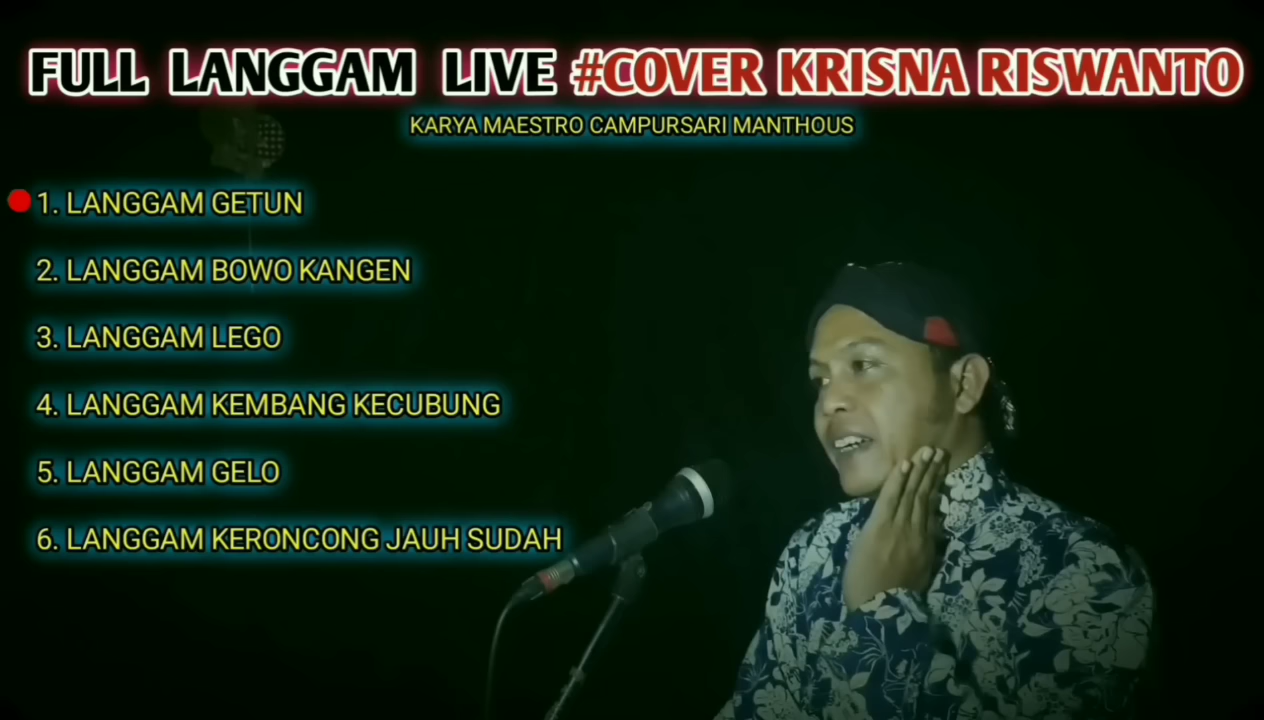 FULL LANGGAM LIVE #COVER KRISNA RISWANTO
KARYA MAESTRO CAMPURSARI MANTHOUS
1. LANGGAM GETUN
2. LANGGAM BOWO KANGEN
3. LANGGAM LEGO
4. LANGGAM KEMBANG KECUBUNG
5. LANGGAM GELO
6. LANGGAM KERONCONG JAUH SUDAH